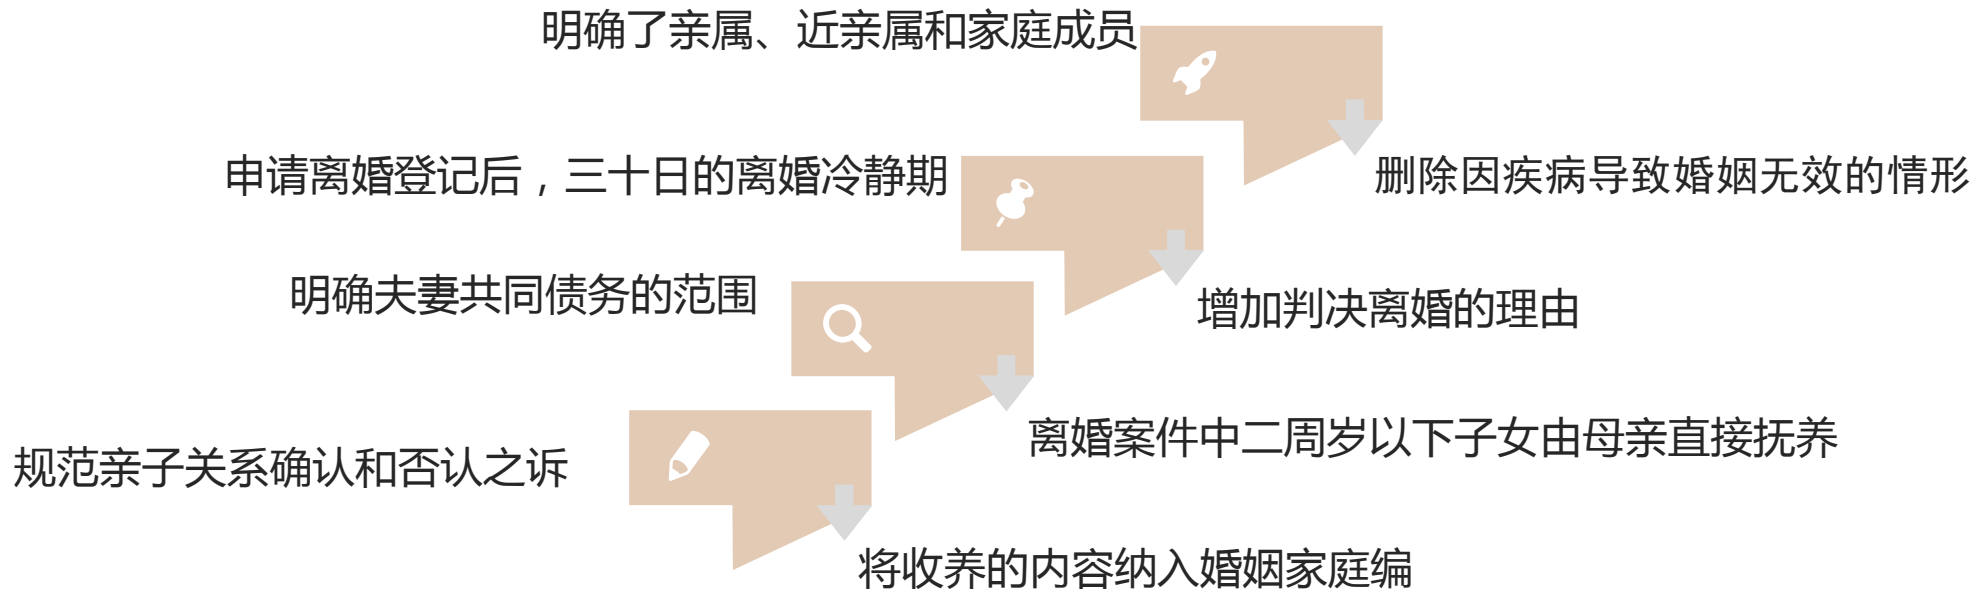 明确了亲属、近亲属和家庭成员
删除因疾病导致婚姻无效的情形
申请离婚登记后，三十日的离婚冷静期
增加判决离婚的理由
明确夫妻共同债务的范围
离婚案件中二周岁以下子女由母亲直接抚养
规范亲子关系确认和否认之诉
将收养的内容纳入婚姻家庭编